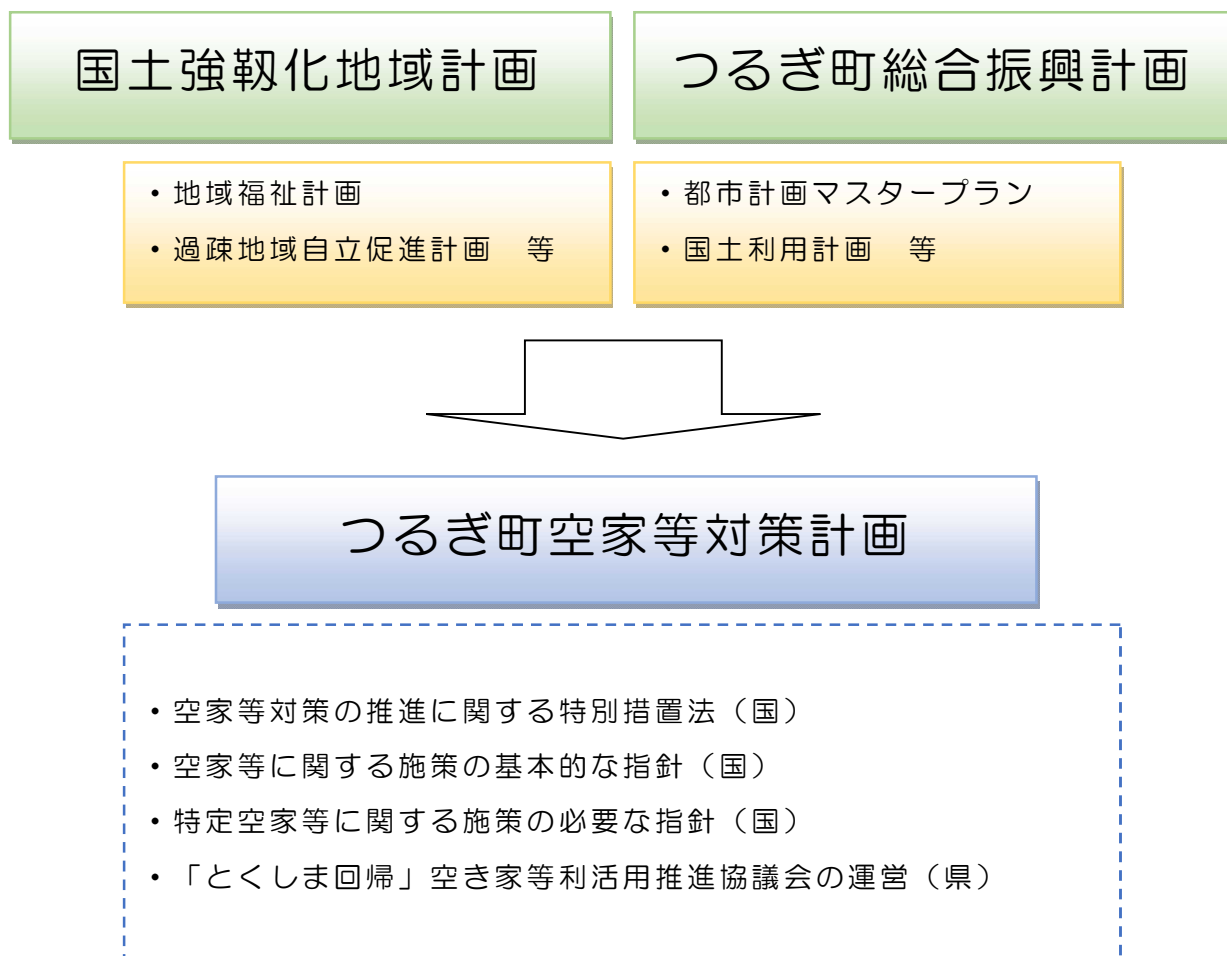 国土強靱化地域計画
つるぎ町総合振興計画
・地域福祉計画
・過疎地域自立促進計画　等
・都市計画マスタープラン
・国土利用計画　等
つるぎ町空家等対策計画
・空家等対策の推進に関する特別措置法（国）
・空家等に関する施策の基本的な指針（国）
・特定空家等に関する施策の必要な指針（国）
・「とくしま回帰」空き家等利活用推進協議会の運営（県）